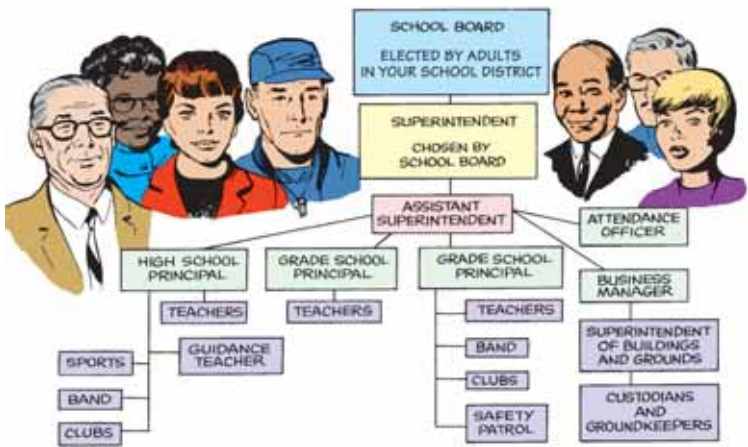 SCHOOL BOARD
ELECTED BY ADULTS
IN YOUR SCHOOL DISTRICT
SUPERINTENDENT
CHOSEN BY
SCHOOL BOARD
ASSISTANT
SUPERINTENDENT
ATTENDANCE
OFFICER
HIGH SCHOOL
PRINCIPAL
GRADE SCHOOL
PRINCIPAL
GRADE SCHOOL
PRINCIPAL
BUSINESS
MANAGER
TEACHERS
TEACHERS
TEACHERS
GUIDANCE
TEACHER
SPORTS
BAND
CLUBS
BAND
CLUBS
SAFETY
PATROL
SUPERINTENDENT
OF BUILDINGS
AND GROUNDS
CUSTODIANS
AND
GROUNDKEEPERS